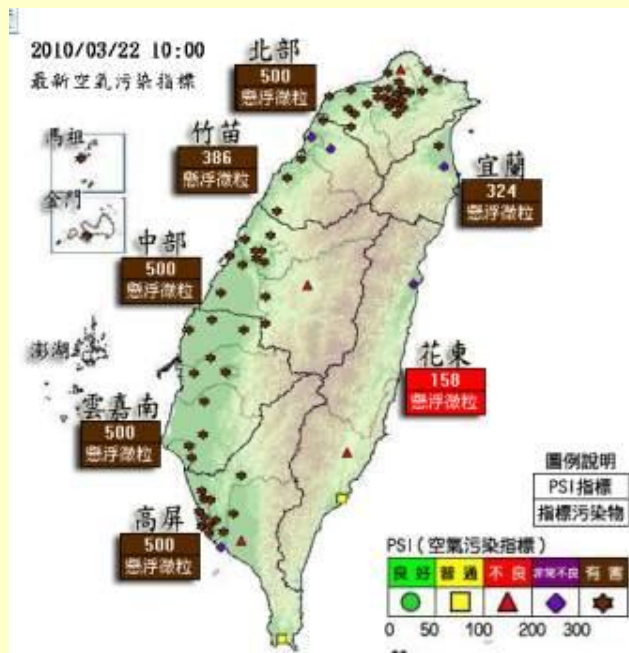 2010/03/22 10:00
最新空氣污染指標
北部
500
懸浮微粒
竹苗
386
懸浮微粒
馬祖
金門
宜蘭
324
懸浮微粒
中部
500
懸浮微粒
澎湖
花東
158
懸浮微粒
雲嘉南
500
懸浮微粒
高屏
500
懸浮微粒
圖例說明
PSI指標
指標污染物
PSI(空氣污染指標)
良好 普通 不良 非常不良 有害
0 50 100 200 300